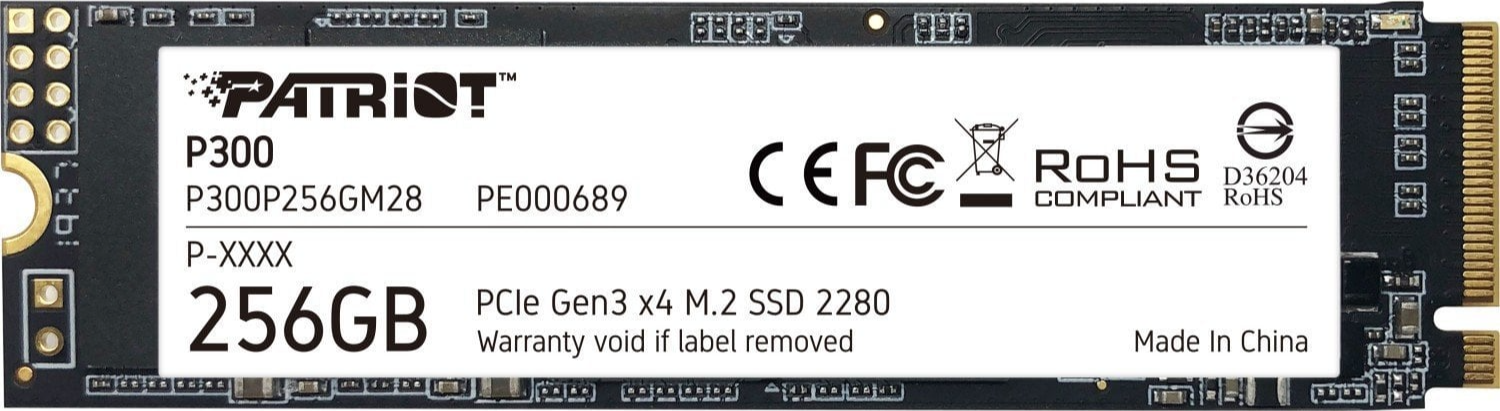 PATRiOT™
P300
P300P256GM28 PE000689
CE FC RoHS
COMPLIANT
D36204
RoHS
P-XXXX
256GB
PCIe Gen3 x4 M.2 SSD 2280
Warranty void if label removed
Made In China